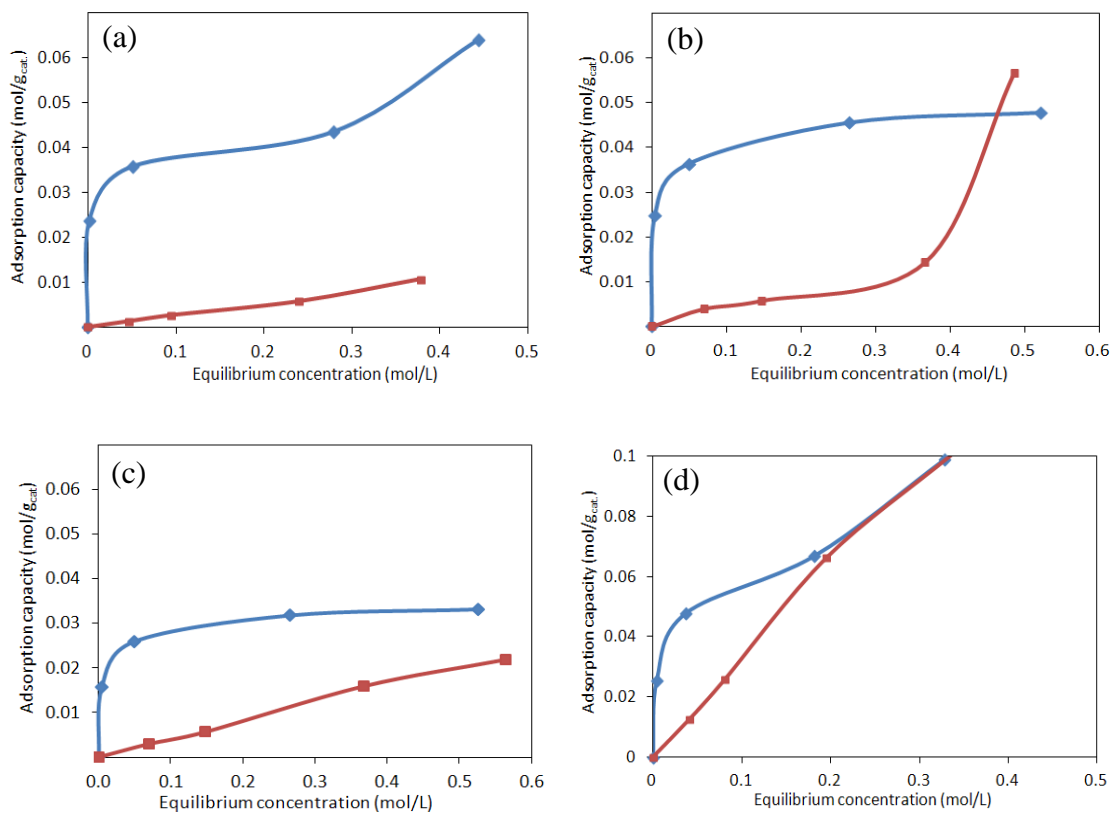 (a)
Adsorption capacity (mol/gcat.)
0.06
0.05
0.04
0.03
0.02
0.01
0 0.1 0.2 0.3 0.4 0.5
Equilibrium concentration (mol/L)
(b)
Adsorption capacity (mol/gcat.)
0.06
0.05
0.04
0.03
0.02
0.01
0 0.1 0.2 0.3 0.4 0.5 0.6
Equilibrium concentration (mol/L)
(c)
Adsorption capacity (mol/gcat)
0.06
0.05
0.04
0.03
0.02
0.01
0.0 0.1 0.2 0.3 0.4 0.5 0.6
Equilibrium concentration (mol/L)
(d)
Adsorption capacity (mol/gcat.)
0.1
0.08
0.06
0.04
0.02
0
0 0.1 0.2 0.3 0.4 0.5
Equilibrium concentration (mol/L)